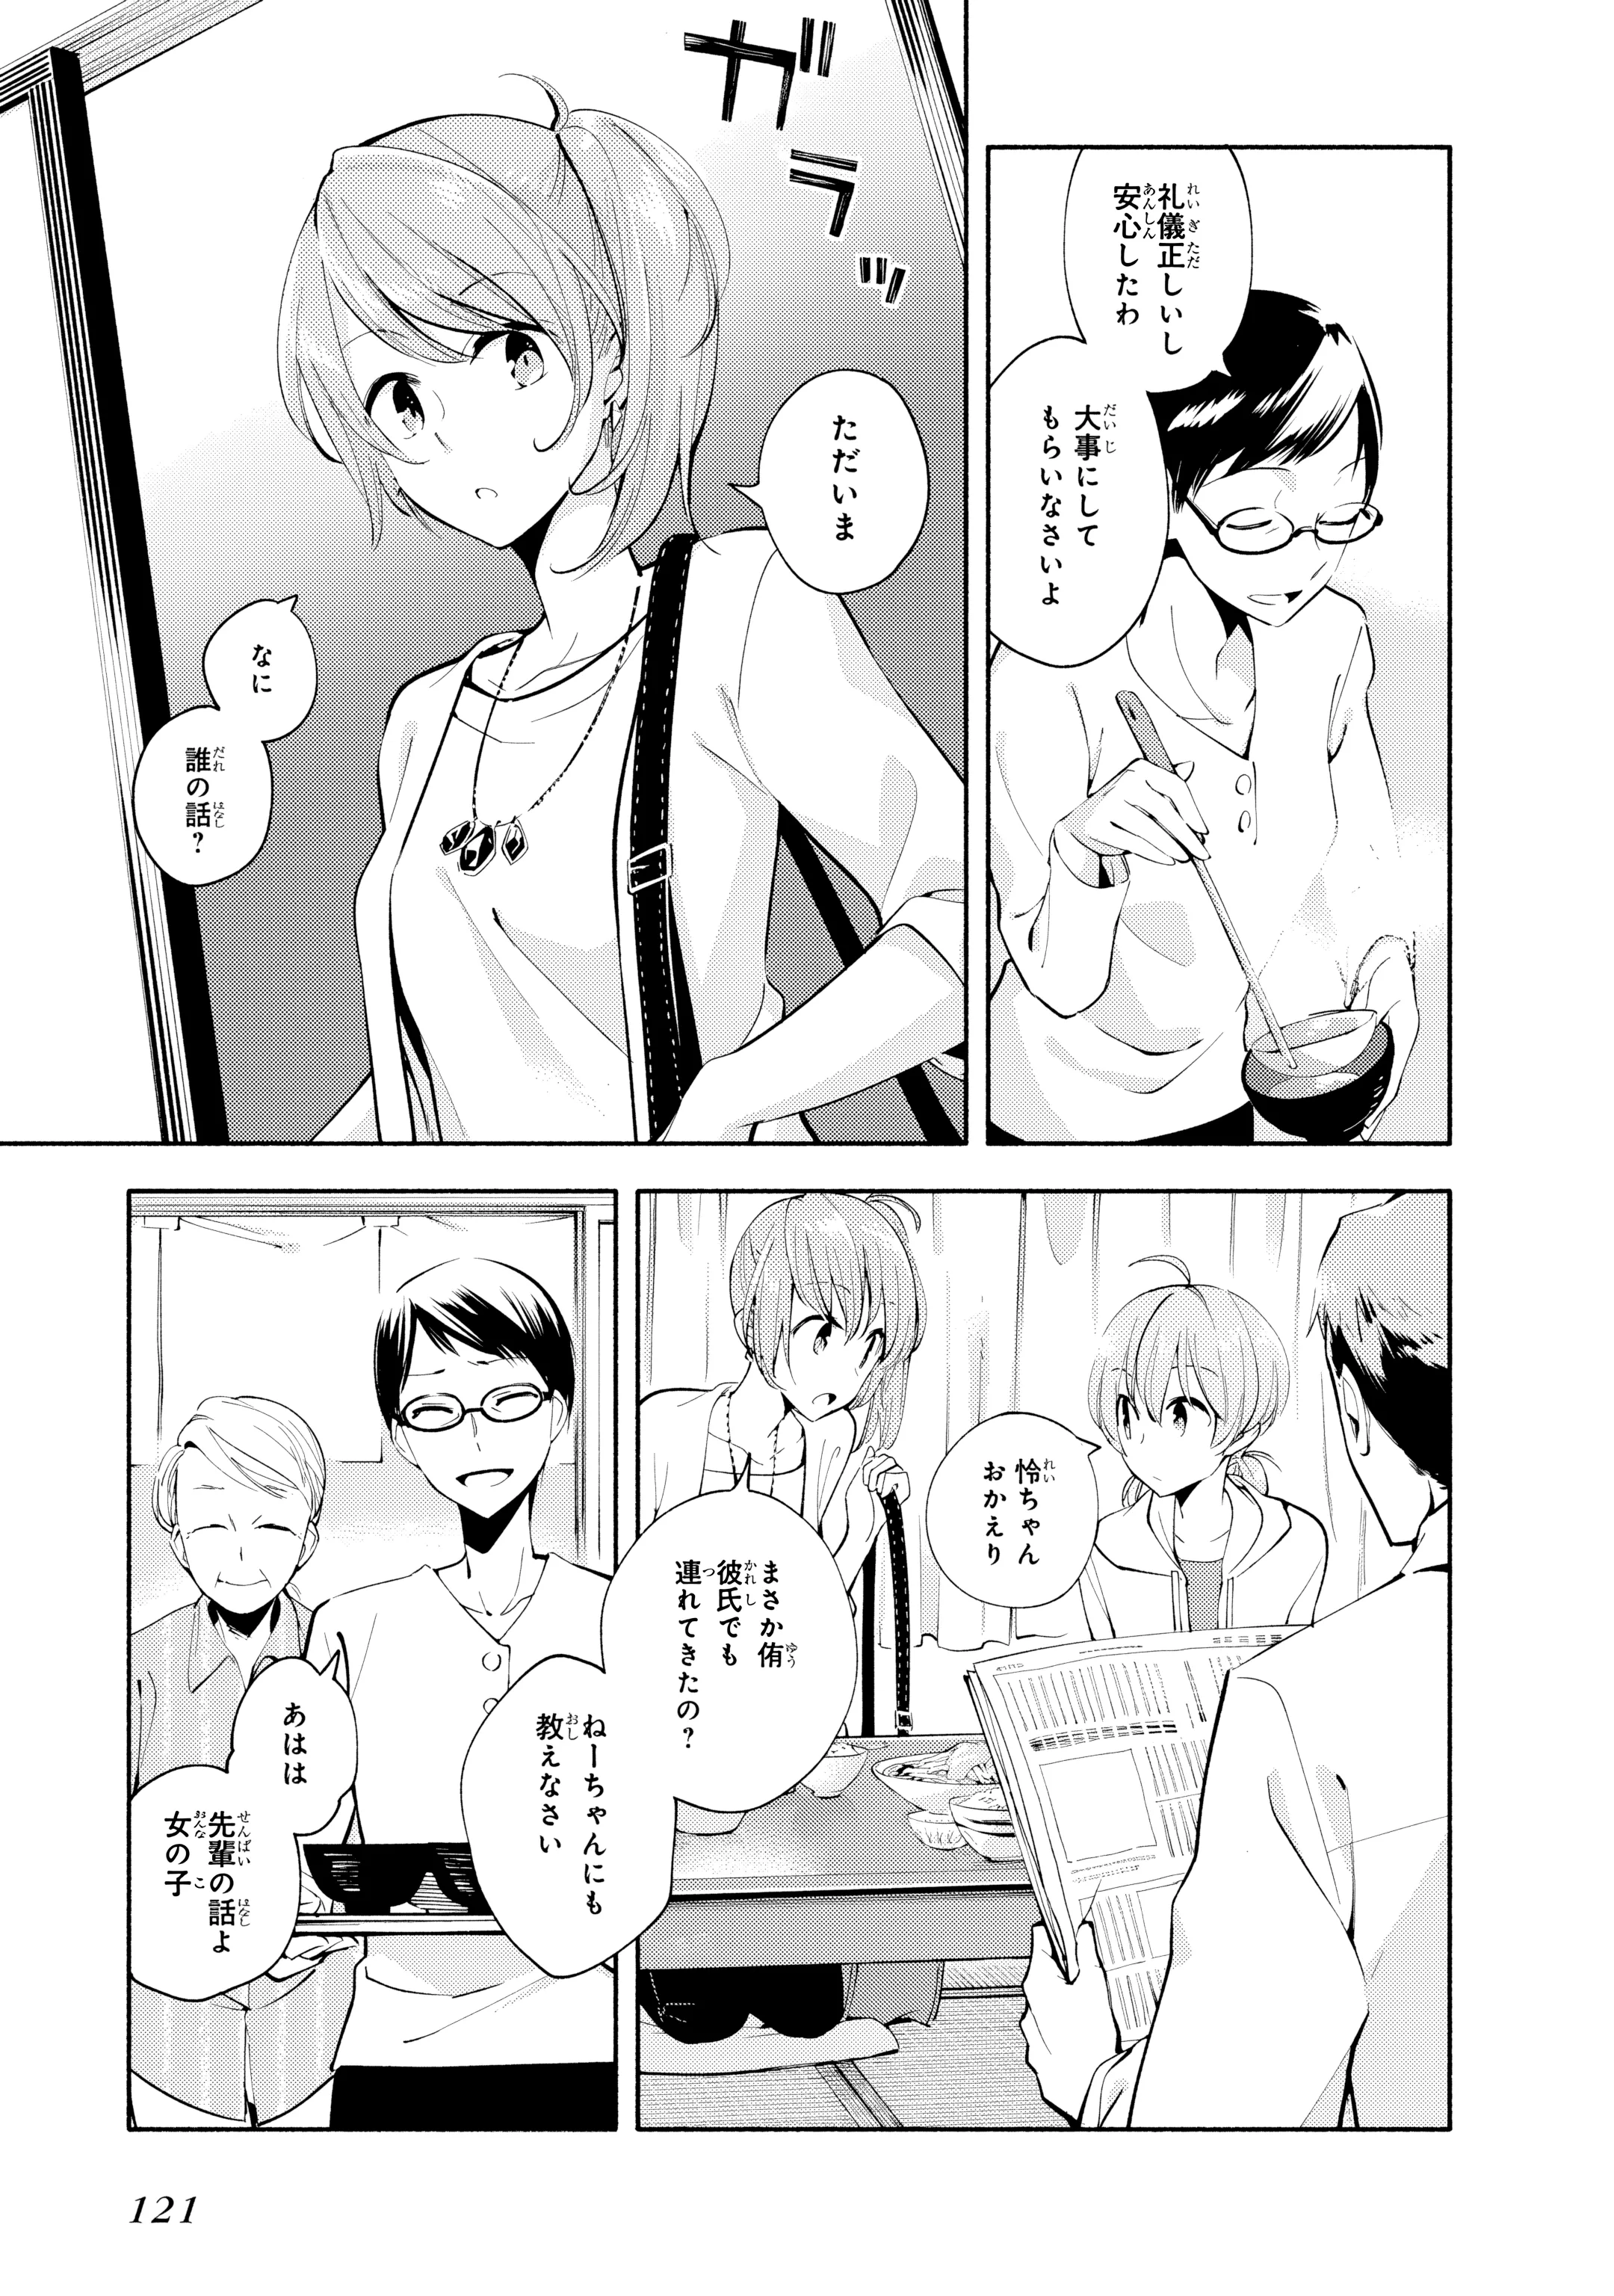 礼儀正しいし
安心したわ
大事にして
もらいなさいよ
ガラッ
ただいま
なに
誰の話？
怜ちゃん
おかえり
まさか侑
彼氏でも
連れてきたの？
ねーちゃんにも
教えなさい
あはは
先輩の話よ
女の子
121